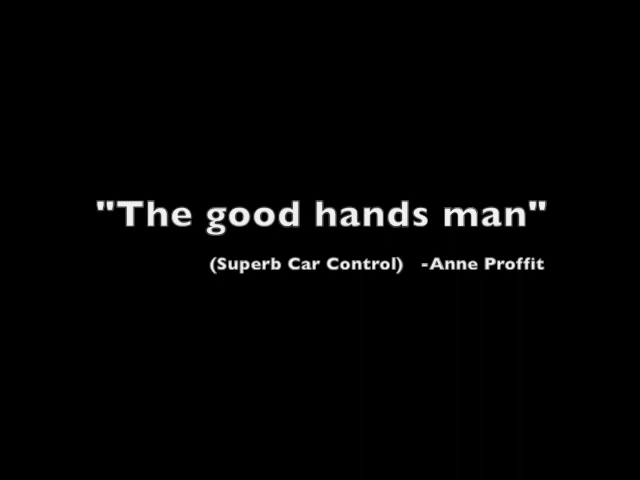 "The good hands man"
(Superb Car Control) -Anne Proffit